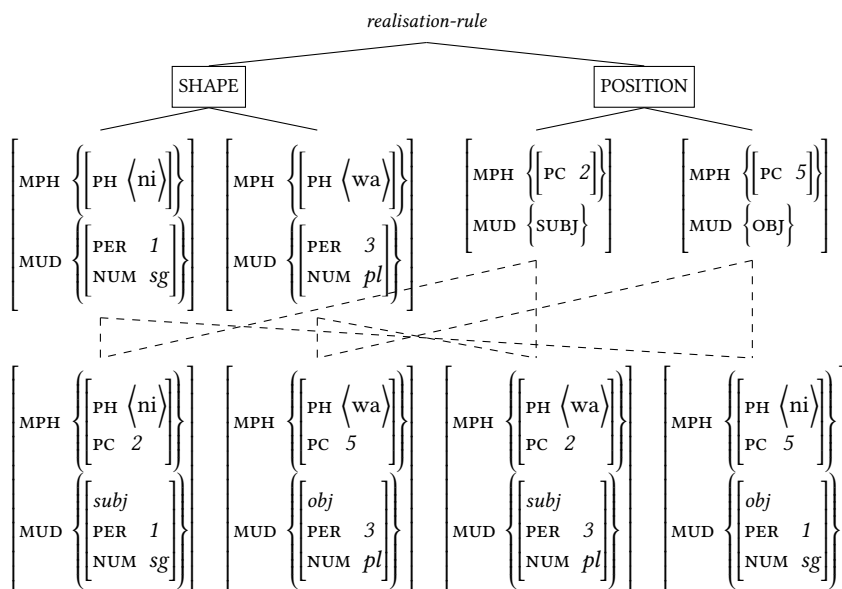 realisation-rule
SHAPE POSITION
MPH {[PH ⟨ni⟩]} MPH {[PH ⟨wa⟩]} MPH {[PC 2]} MPH {[PC 5]}
MUD {[PER 1 MUD {[PER 3 MUD {SUBJ} MUD {OBJ}
NUM sg]} NUM pl]}
MPH {[PH ⟨ni⟩ MPH {[PH ⟨wa⟩ MPH {[PH ⟨wa⟩ MPH {[PH ⟨ni⟩
PC 2]} PC 5]} PC 2]} PC 5]}
[subj [obj [subj [obj
MUD {PER 1 MUD {PER 3 MUD {PER 3 MUD {PER 1
NUM sg]} NUM pl]} NUM pl]} NUM sg]}